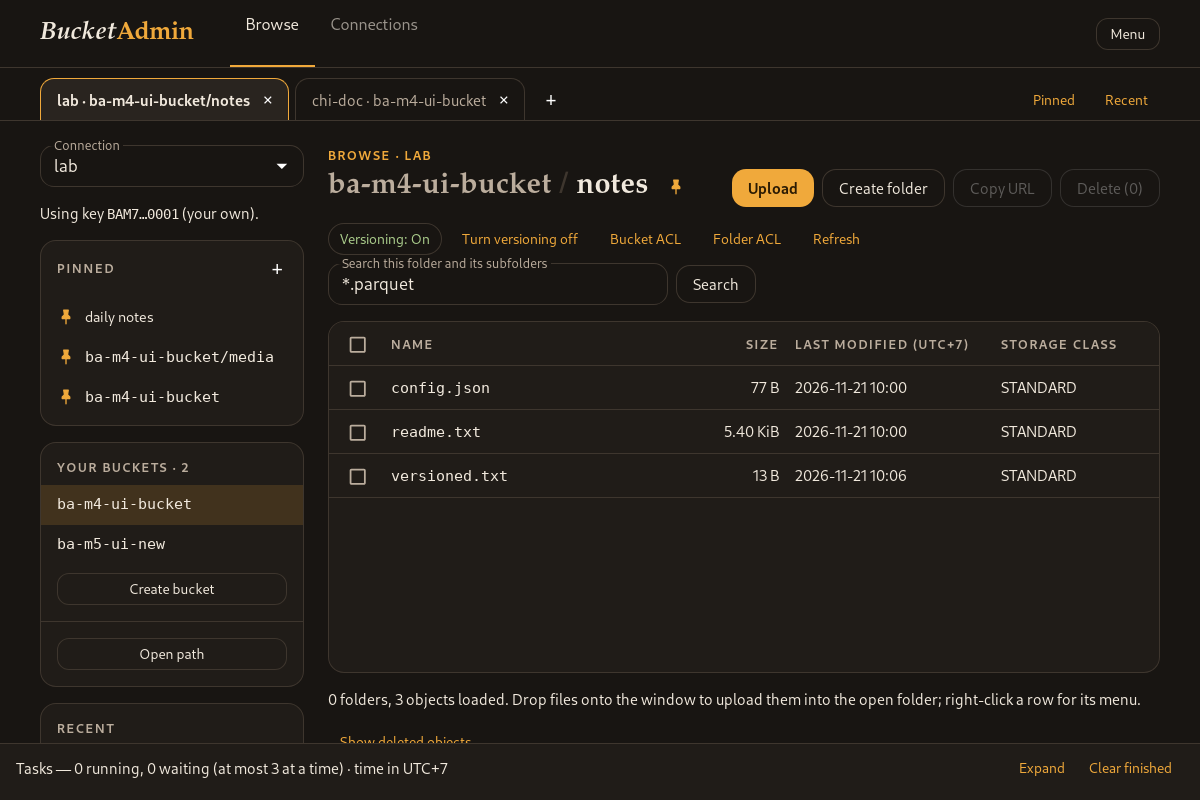 BucketAdmin Browse Connections Menu
lab · ba-m4-ui-bucket/notes × chi-doc · ba-m4-ui-bucket × + Pinned Recent
Connection
lab
Using key BAM7…0001 (your own).
PINNED +
daily notes
ba-m4-ui-bucket/media
ba-m4-ui-bucket
YOUR BUCKETS · 2
ba-m4-ui-bucket
ba-m5-ui-new
Create bucket
Open path
RECENT
BROWSE · LAB
ba-m4-ui-bucket / notes Upload Create folder Copy URL Delete (0)
Versioning: On Turn versioning off Bucket ACL Folder ACL Refresh
Search this folder and its subfolders
*.parquet Search
NAME SIZE LAST MODIFIED (UTC+7) STORAGE CLASS
config.json 77 B 2026-11-21 10:00 STANDARD
readme.txt 5.40 KiB 2026-11-21 10:00 STANDARD
versioned.txt 13 B 2026-11-21 10:06 STANDARD
0 folders, 3 objects loaded. Drop files onto the window to upload them into the open folder; right-click a row for its menu.
Show deleted objects
Tasks — 0 running, 0 waiting (at most 3 at a time) · time in UTC+7 Expand Clear finished